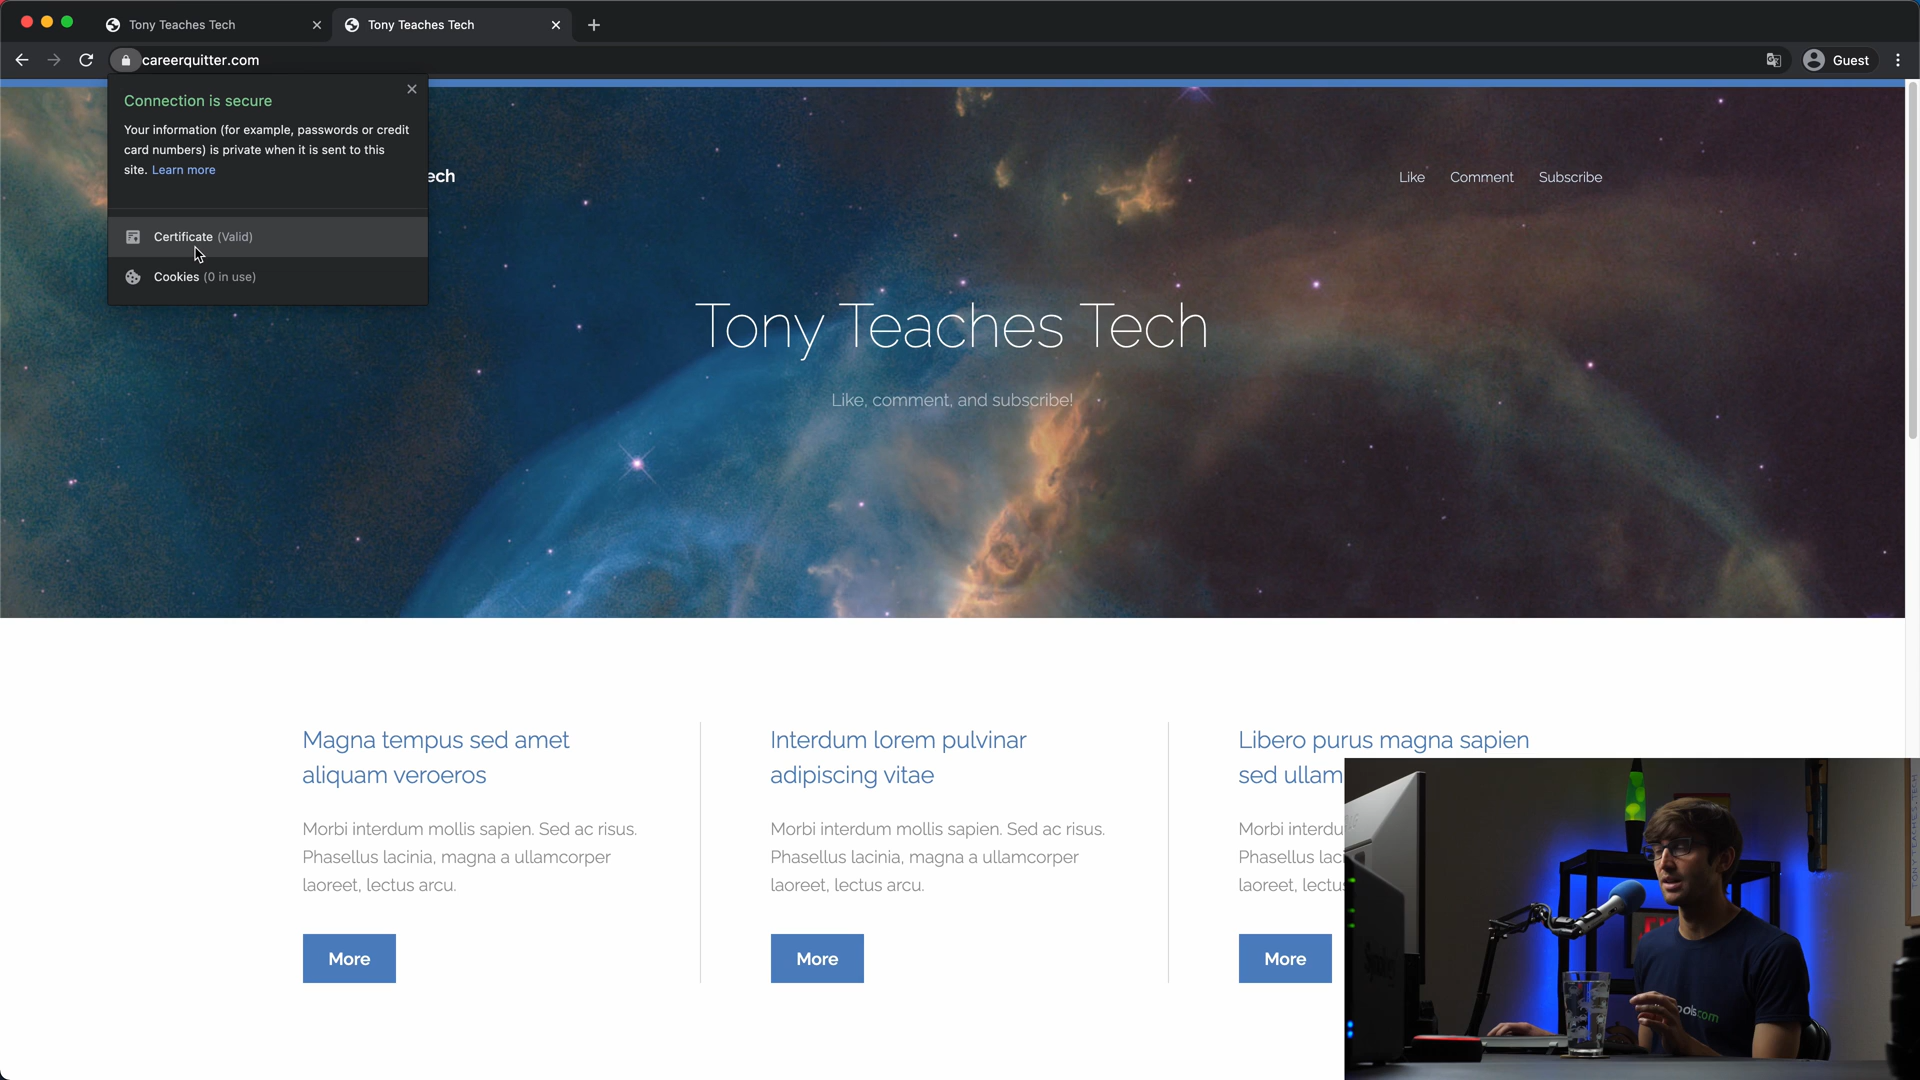 Tony Teaches Tech
Tony Teaches Tech
careerquitter.com
Guest
Connection is secure
Your information (for example, passwords or credit
card numbers) is private when it is sent to this
site. Learn more
Certificate (Valid)
Cookies (0 in use)
ech
Like
Comment
Subscribe
Tony Teaches Tech
Like, comment, and subscribe!
Magna tempus sed amet
aliquam veroeros
Morbi interdum mollis sapien. Sed ac risus.
Phasellus lacinia, magna a ullamcorper
laoreet, lectus arcu.
More
Interdum lorem pulvinar
adipiscing vitae
Morbi interdum mollis sapien. Sed ac risus.
Phasellus lacinia, magna a ullamcorper
laoreet, lectus arcu.
More
Libero purus magna sapien
sed ullam
Morbi interdu
Phasellus lac
laoreet, lectus
More